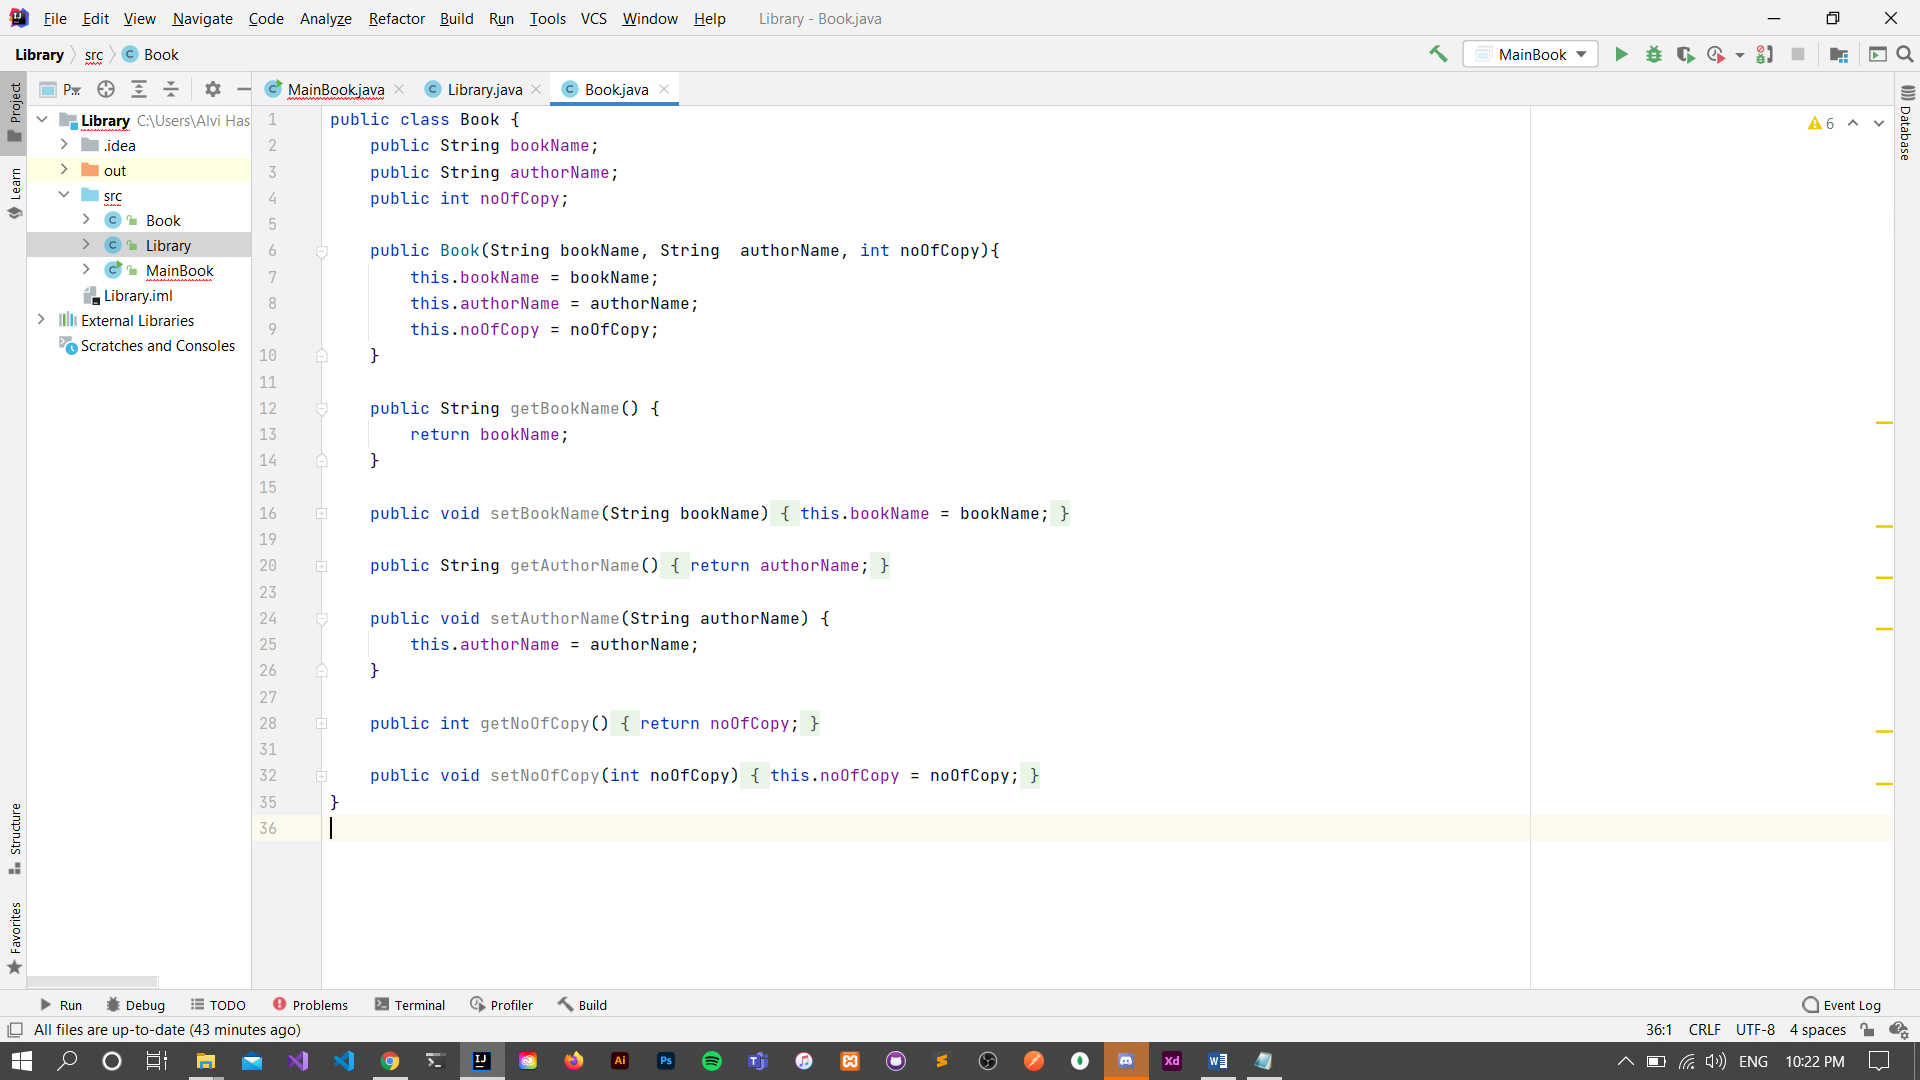 File Edit View Navigate Code Analyze Refactor Build Run Tools VCS Window Help Library - Book.java
Library src Book MainBook
Project
Learn
Structure
Favorites
P...
Library C:\Users\Alvi Has
.idea
out
src
Book
Library
MainBook
Library.iml
External Libraries
Scratches and Consoles
MainBook.java Library.java Book.java
6
Database
1 public class Book {
2 public String bookName;
3 public String authorName;
4 public int noOfCopy;
5
6 public Book(String bookName, String  authorName, int noOfCopy){
7 this.bookName = bookName;
8 this.authorName = authorName;
9 this.noOfCopy = noOfCopy;
10 }
11
12 public String getBookName() {
13 return bookName;
14 }
15
16 public void setBookName(String bookName) { this.bookName = bookName; }
19
20 public String getAuthorName() { return authorName; }
23
24 public void setAuthorName(String authorName) {
25 this.authorName = authorName;
26 }
27
28 public int getNoOfCopy() { return noOfCopy; }
31
32 public void setNoOfCopy(int noOfCopy) { this.noOfCopy = noOfCopy; }
35 }
36
Run Debug TODO Problems Terminal Profiler Build Event Log
All files are up-to-date (43 minutes ago) 36:1 CRLF UTF-8 4 spaces
IJ Ai Ps Xd W ENG 10:22 PM